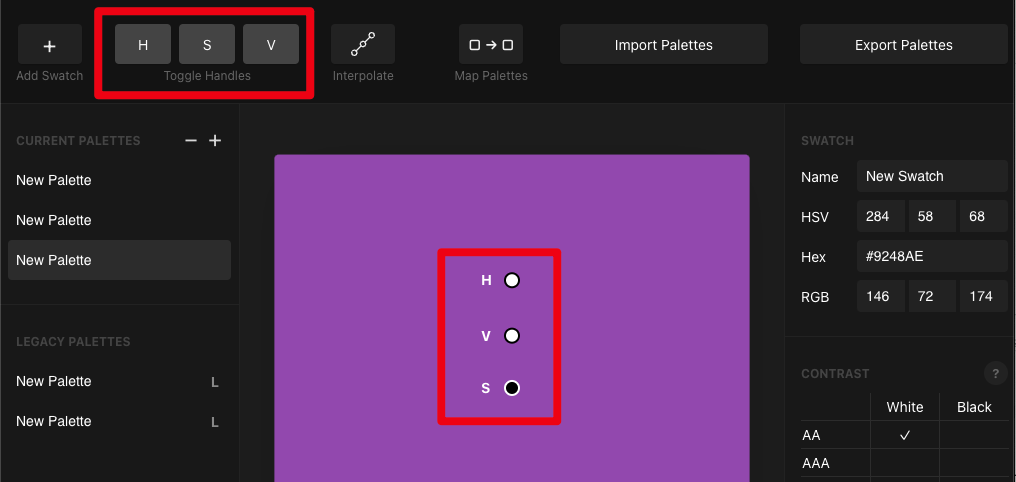 + H S V Import Palettes Export Palettes
Add Swatch Toggle Handles Interpolate Map Palettes
CURRENT PALETTES − +
New Palette
New Palette
New Palette
LEGACY PALETTES
New Palette L
New Palette L
H
V
S
SWATCH
Name New Swatch
HSV 284 58 68
Hex #9248AE
RGB 146 72 174
CONTRAST ?
White Black
AA ✓
AAA